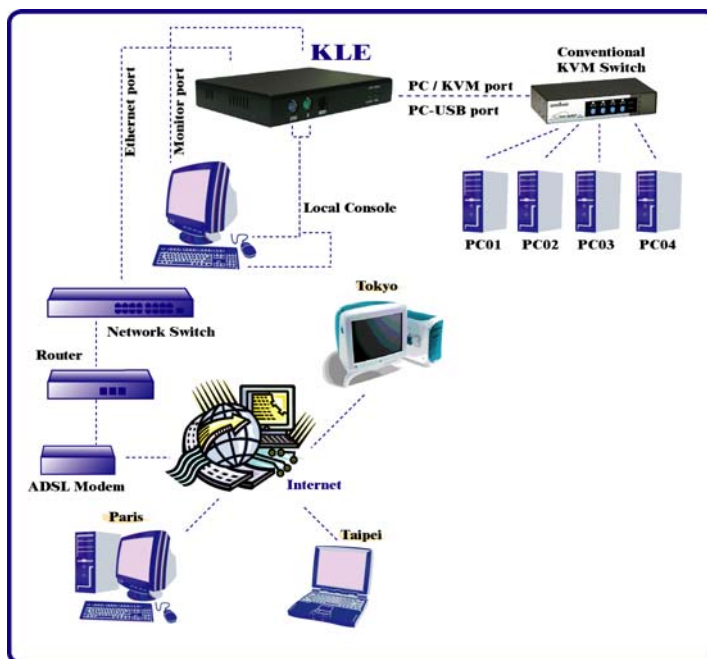 KLE
Conventional
KVM Switch
Ethernet port
Monitor port
PC / KVM port
PC-USB port
Local Console
PC01 PC02 PC03 PC04
Tokyo
Network Switch
Router
ADSL Modem
Internet
Paris
Taipei